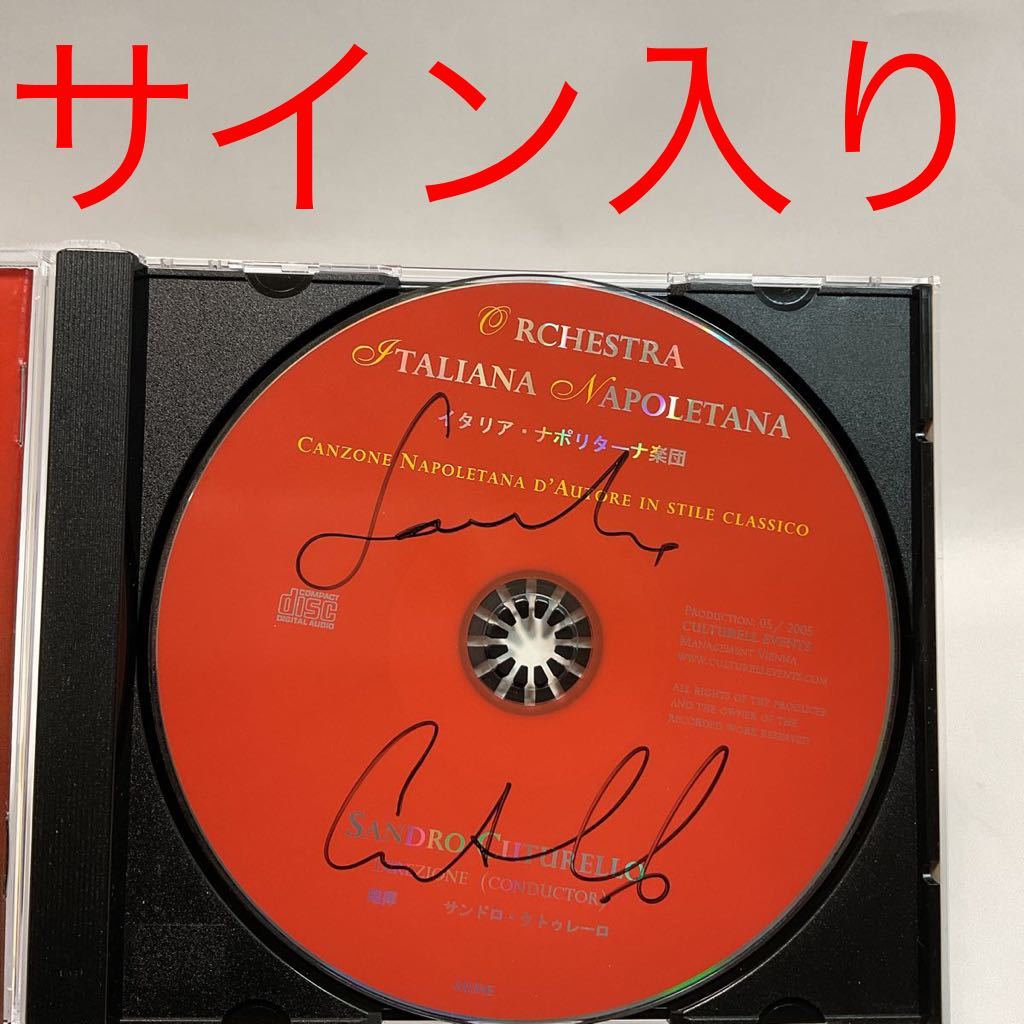 サイン入り
ORCHESTRA
ITALIANA NAPOLETANA
イタリア・ナポリターナ楽団
CANZONE NAPOLETANA D'AUTORE IN STILE CLASSICO
COMPACT
disc
DIGITAL AUDIO
PRODUCTION: 05 / 2005
CULTURELL EVENTS
MANAGEMENT VIENNA
WWW.CULTURELLEVENTS.COM
ALL RIGHTS OF THE PRODUCER
AND THE OWNER OF THE
RECORDED WORK RESERVED
SANDRO CUTURELLO
DIREZIONE (CONDUCTOR)
指揮 サンドロ・クトゥレーロ